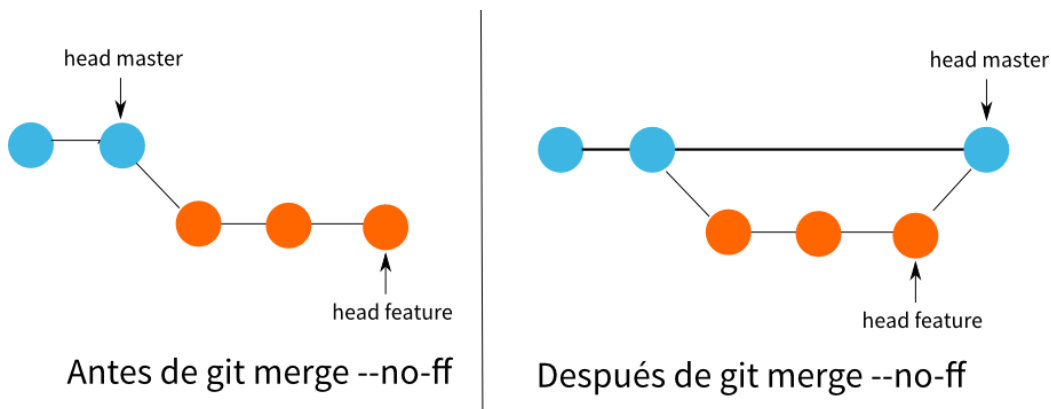 head master
head feature
Antes de git merge --no-ff
head master
head feature
Después de git merge --no-ff